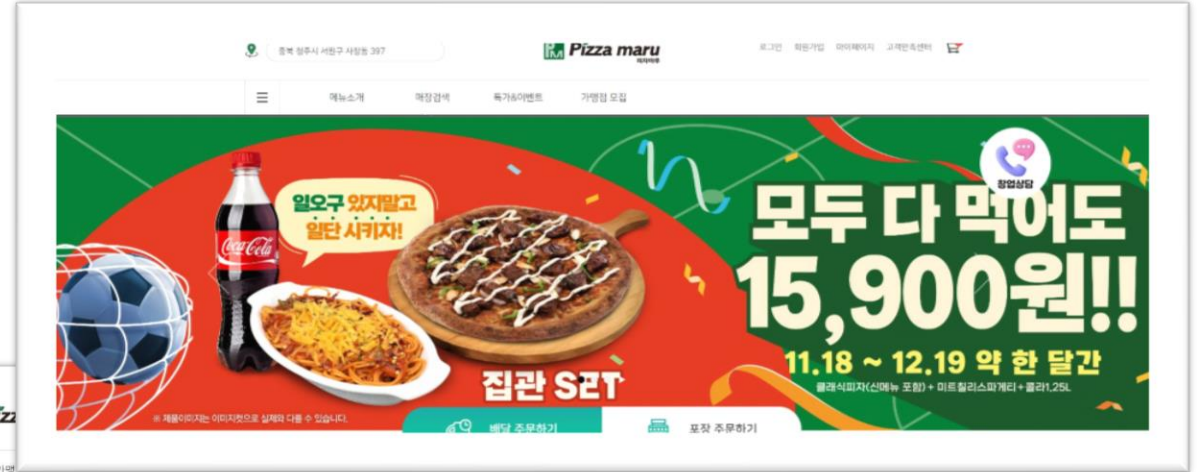 충북 청주시 서원구 사창동 397
PM Pizza maru
피자마루
로그인 회원가입 마이페이지 고객만족센터
메뉴소개 매장검색 특가&이벤트 가맹점 모집
창업상담
일오구 있지말고
일단 시키자!
Coca-Cola
모두 다 먹어도
15,900원!!
11.18 ~ 12.19 약 한 달간
클래식피자(신메뉴 포함) + 미트칠리스파게티+콜라1.25L
집관 SET
※ 제품이미지는 이미지컷으로 실제와 다를 수 있습니다.
배달 주문하기 포장 주문하기